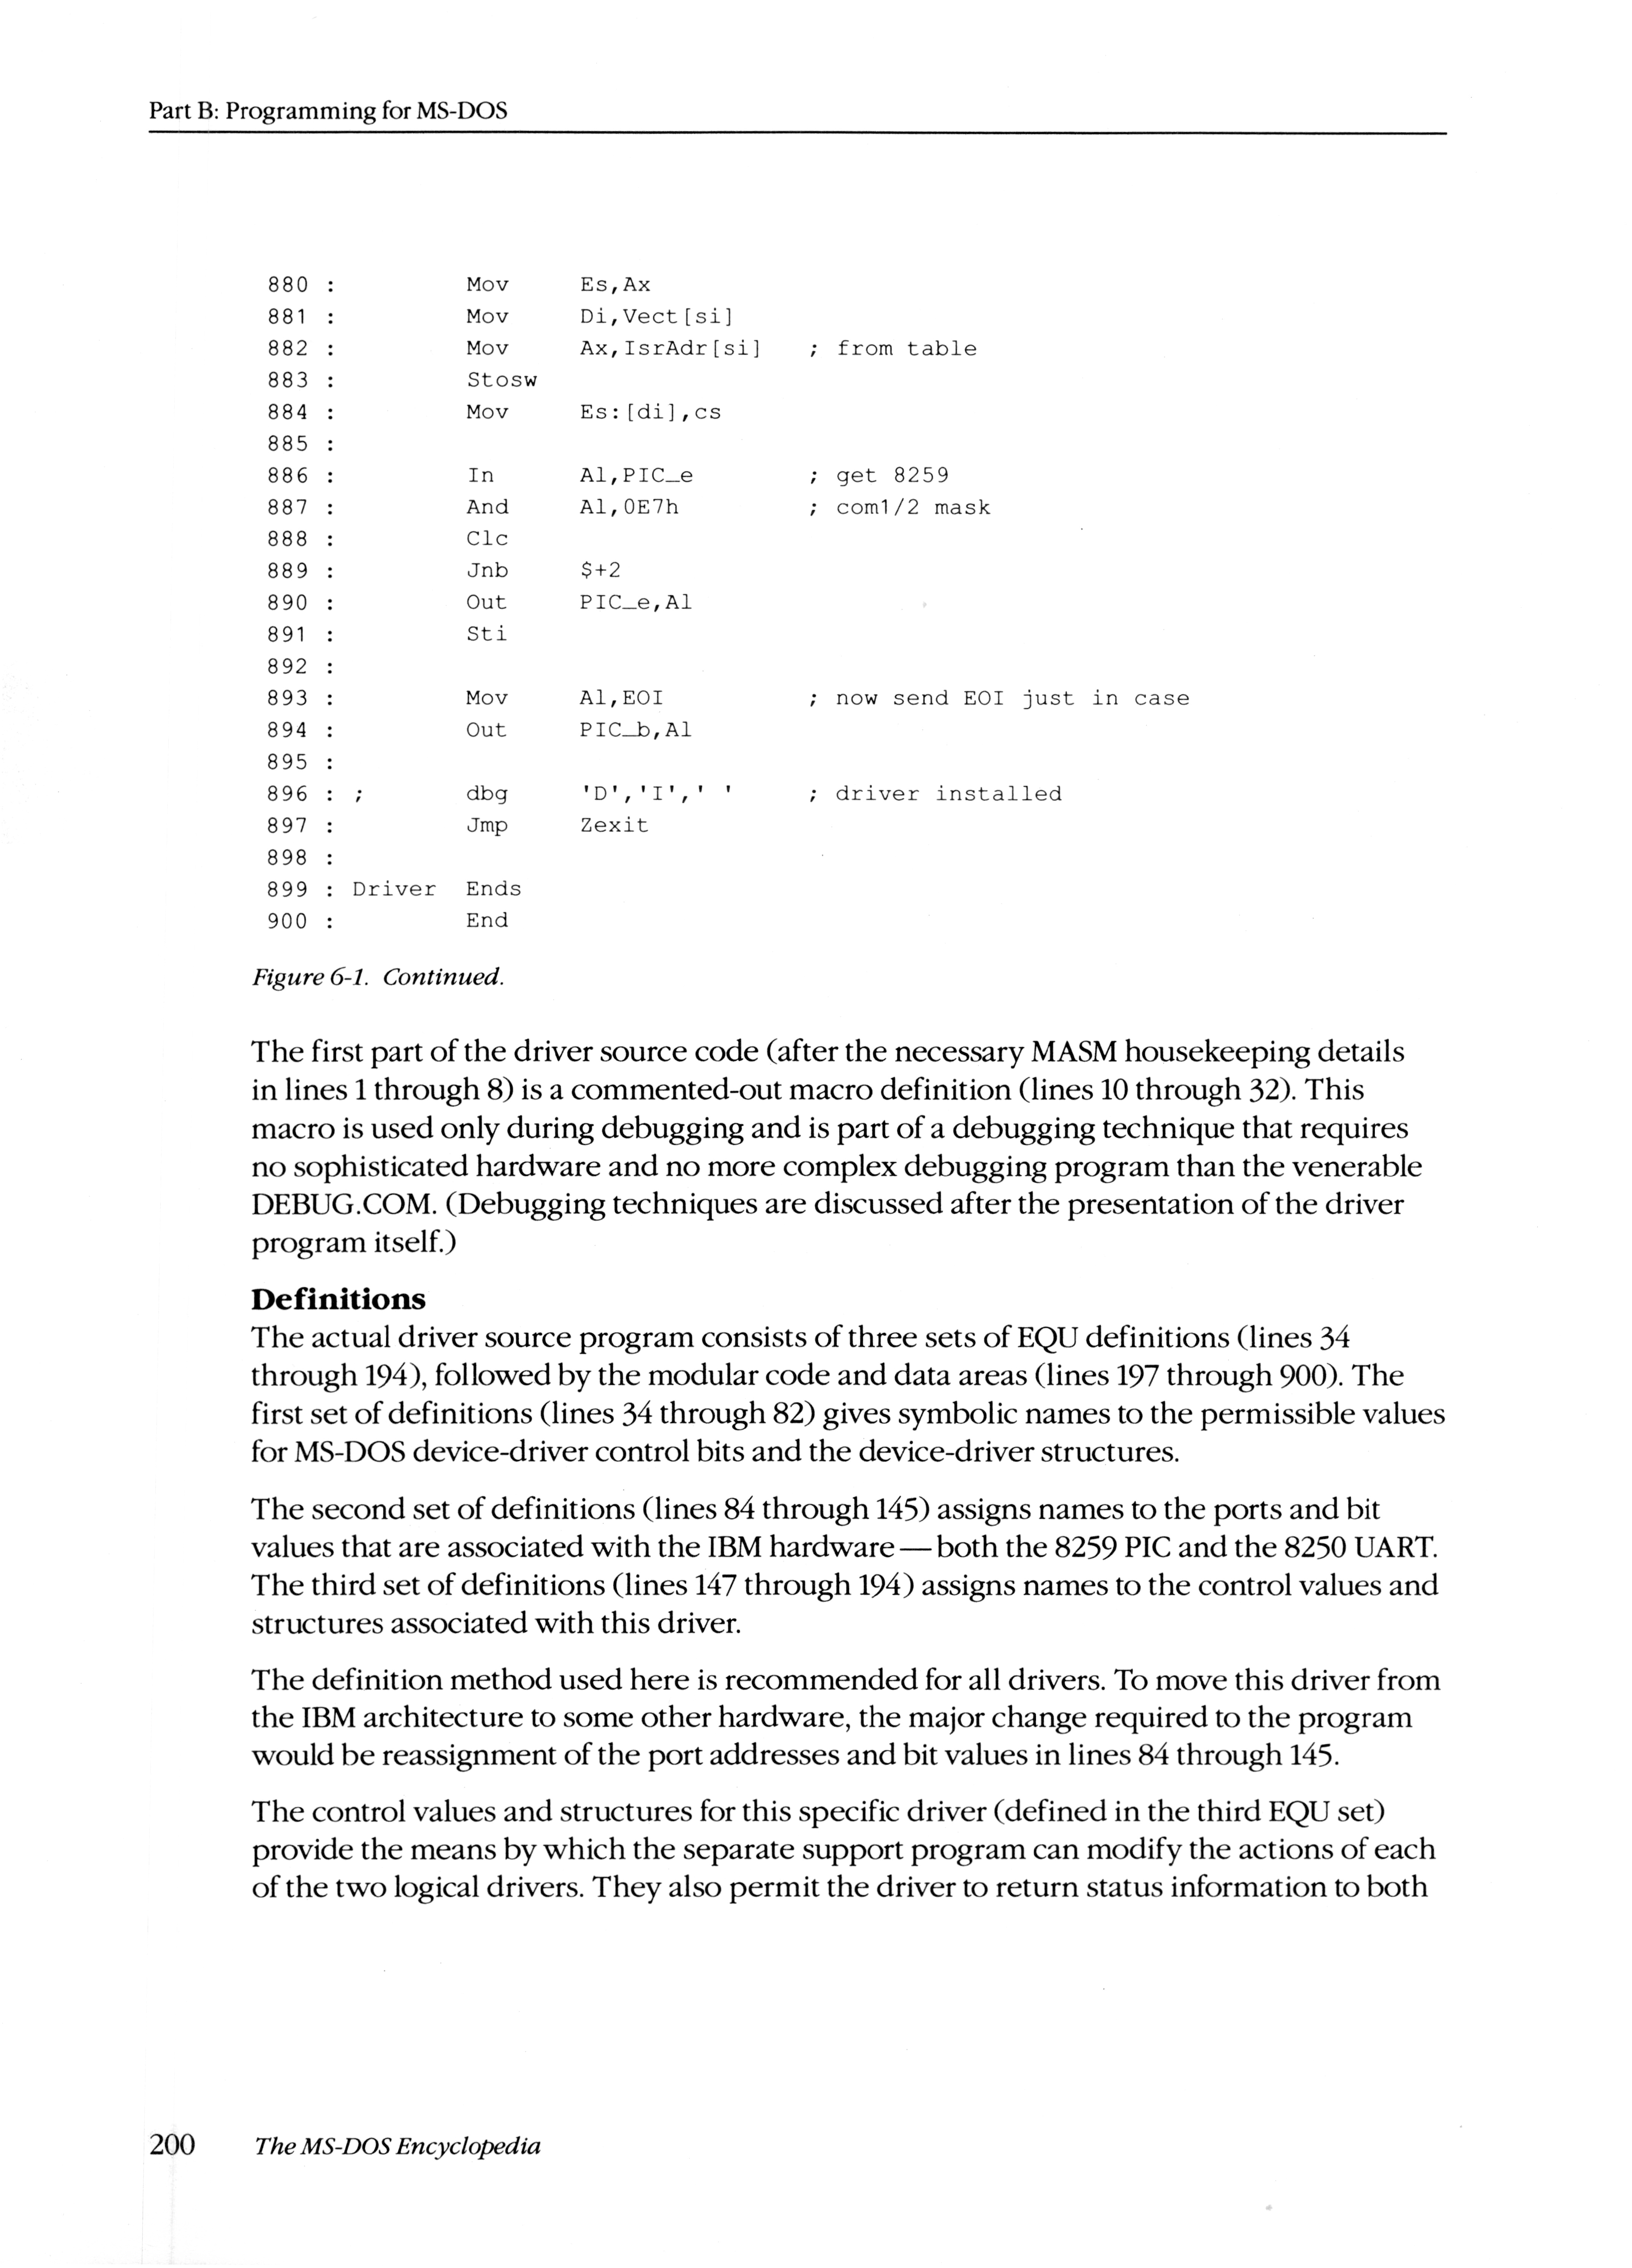 Part B: Programming for MS-DOS
880 :          Mov     Es,Ax
881 :          Mov     Di,Vect[si]
882 :          Mov     Ax,IsrAdr[si]   ; from table
883 :          Stosw
884 :          Mov     Es:[di],cs
885 :
886 :          In      Al,PIC_e        ; get 8259
887 :          And     Al,0E7h         ; com1/2 mask
888 :          Clc
889 :          Jnb     $+2
890 :          Out     PIC_e,Al
891 :          Sti
892 :
893 :          Mov     Al,EOI          ; now send EOI just in case
894 :          Out     PIC_b,Al
895 :
896 : ;        dbg     'D','I',' '     ; driver installed
897 :          Jmp     Zexit
898 :
899 : Driver   Ends
900 :          End
Figure 6-1. Continued.
The first part of the driver source code (after the necessary MASM housekeeping details
in lines 1 through 8) is a commented-out macro definition (lines 10 through 32). This
macro is used only during debugging and is part of a debugging technique that requires
no sophisticated hardware and no more complex debugging program than the venerable
DEBUG.COM. (Debugging techniques are discussed after the presentation of the driver
program itself.)
Definitions
The actual driver source program consists of three sets of EQU definitions (lines 34
through 194), followed by the modular code and data areas (lines 197 through 900). The
first set of definitions (lines 34 through 82) gives symbolic names to the permissible values
for MS-DOS device-driver control bits and the device-driver structures.
The second set of definitions (lines 84 through 145) assigns names to the ports and bit
values that are associated with the IBM hardware — both the 8259 PIC and the 8250 UART.
The third set of definitions (lines 147 through 194) assigns names to the control values and
structures associated with this driver.
The definition method used here is recommended for all drivers. To move this driver from
the IBM architecture to some other hardware, the major change required to the program
would be reassignment of the port addresses and bit values in lines 84 through 145.
The control values and structures for this specific driver (defined in the third EQU set)
provide the means by which the separate support program can modify the actions of each
of the two logical drivers. They also permit the driver to return status information to both
200 The MS-DOS Encyclopedia